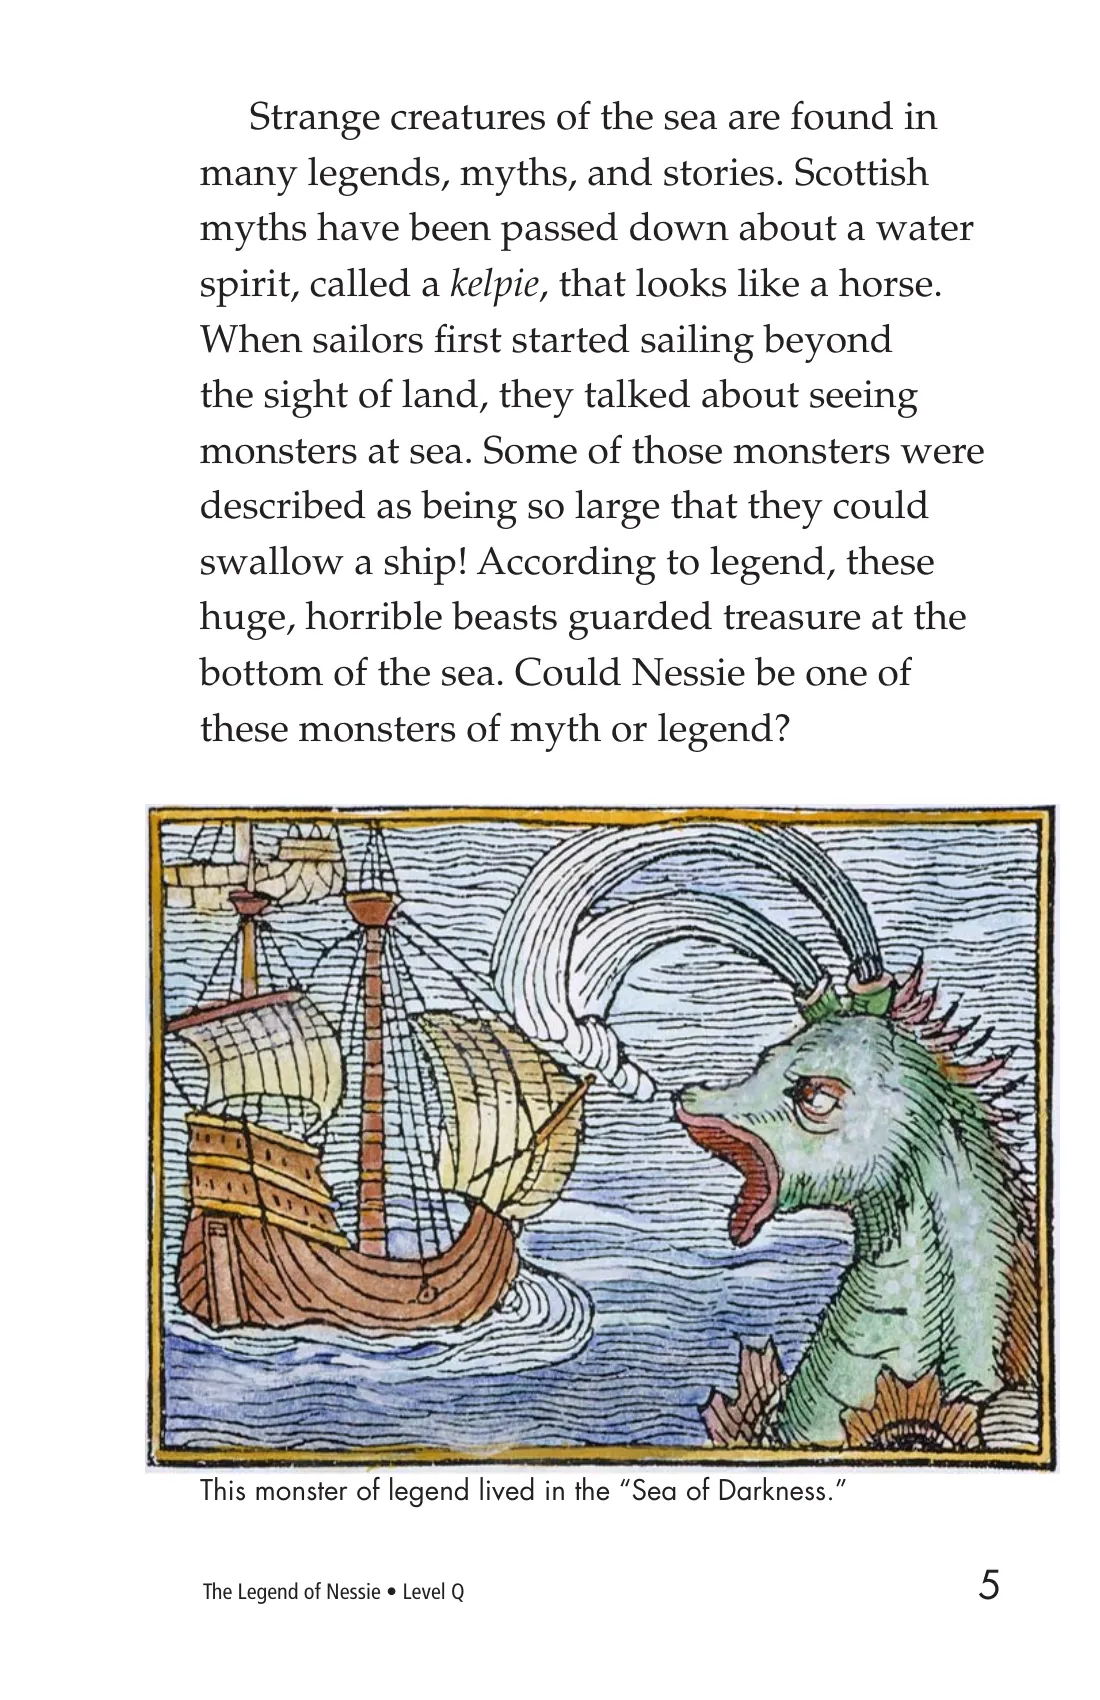 Strange creatures of the sea are found in
many legends, myths, and stories. Scottish
myths have been passed down about a water
spirit, called a kelpie, that looks like a horse.
When sailors first started sailing beyond
the sight of land, they talked about seeing
monsters at sea. Some of those monsters were
described as being so large that they could
swallow a ship! According to legend, these
huge, horrible beasts guarded treasure at the
bottom of the sea. Could Nessie be one of
these monsters of myth or legend?
This monster of legend lived in the “Sea of Darkness.”
The Legend of Nessie • Level Q
5